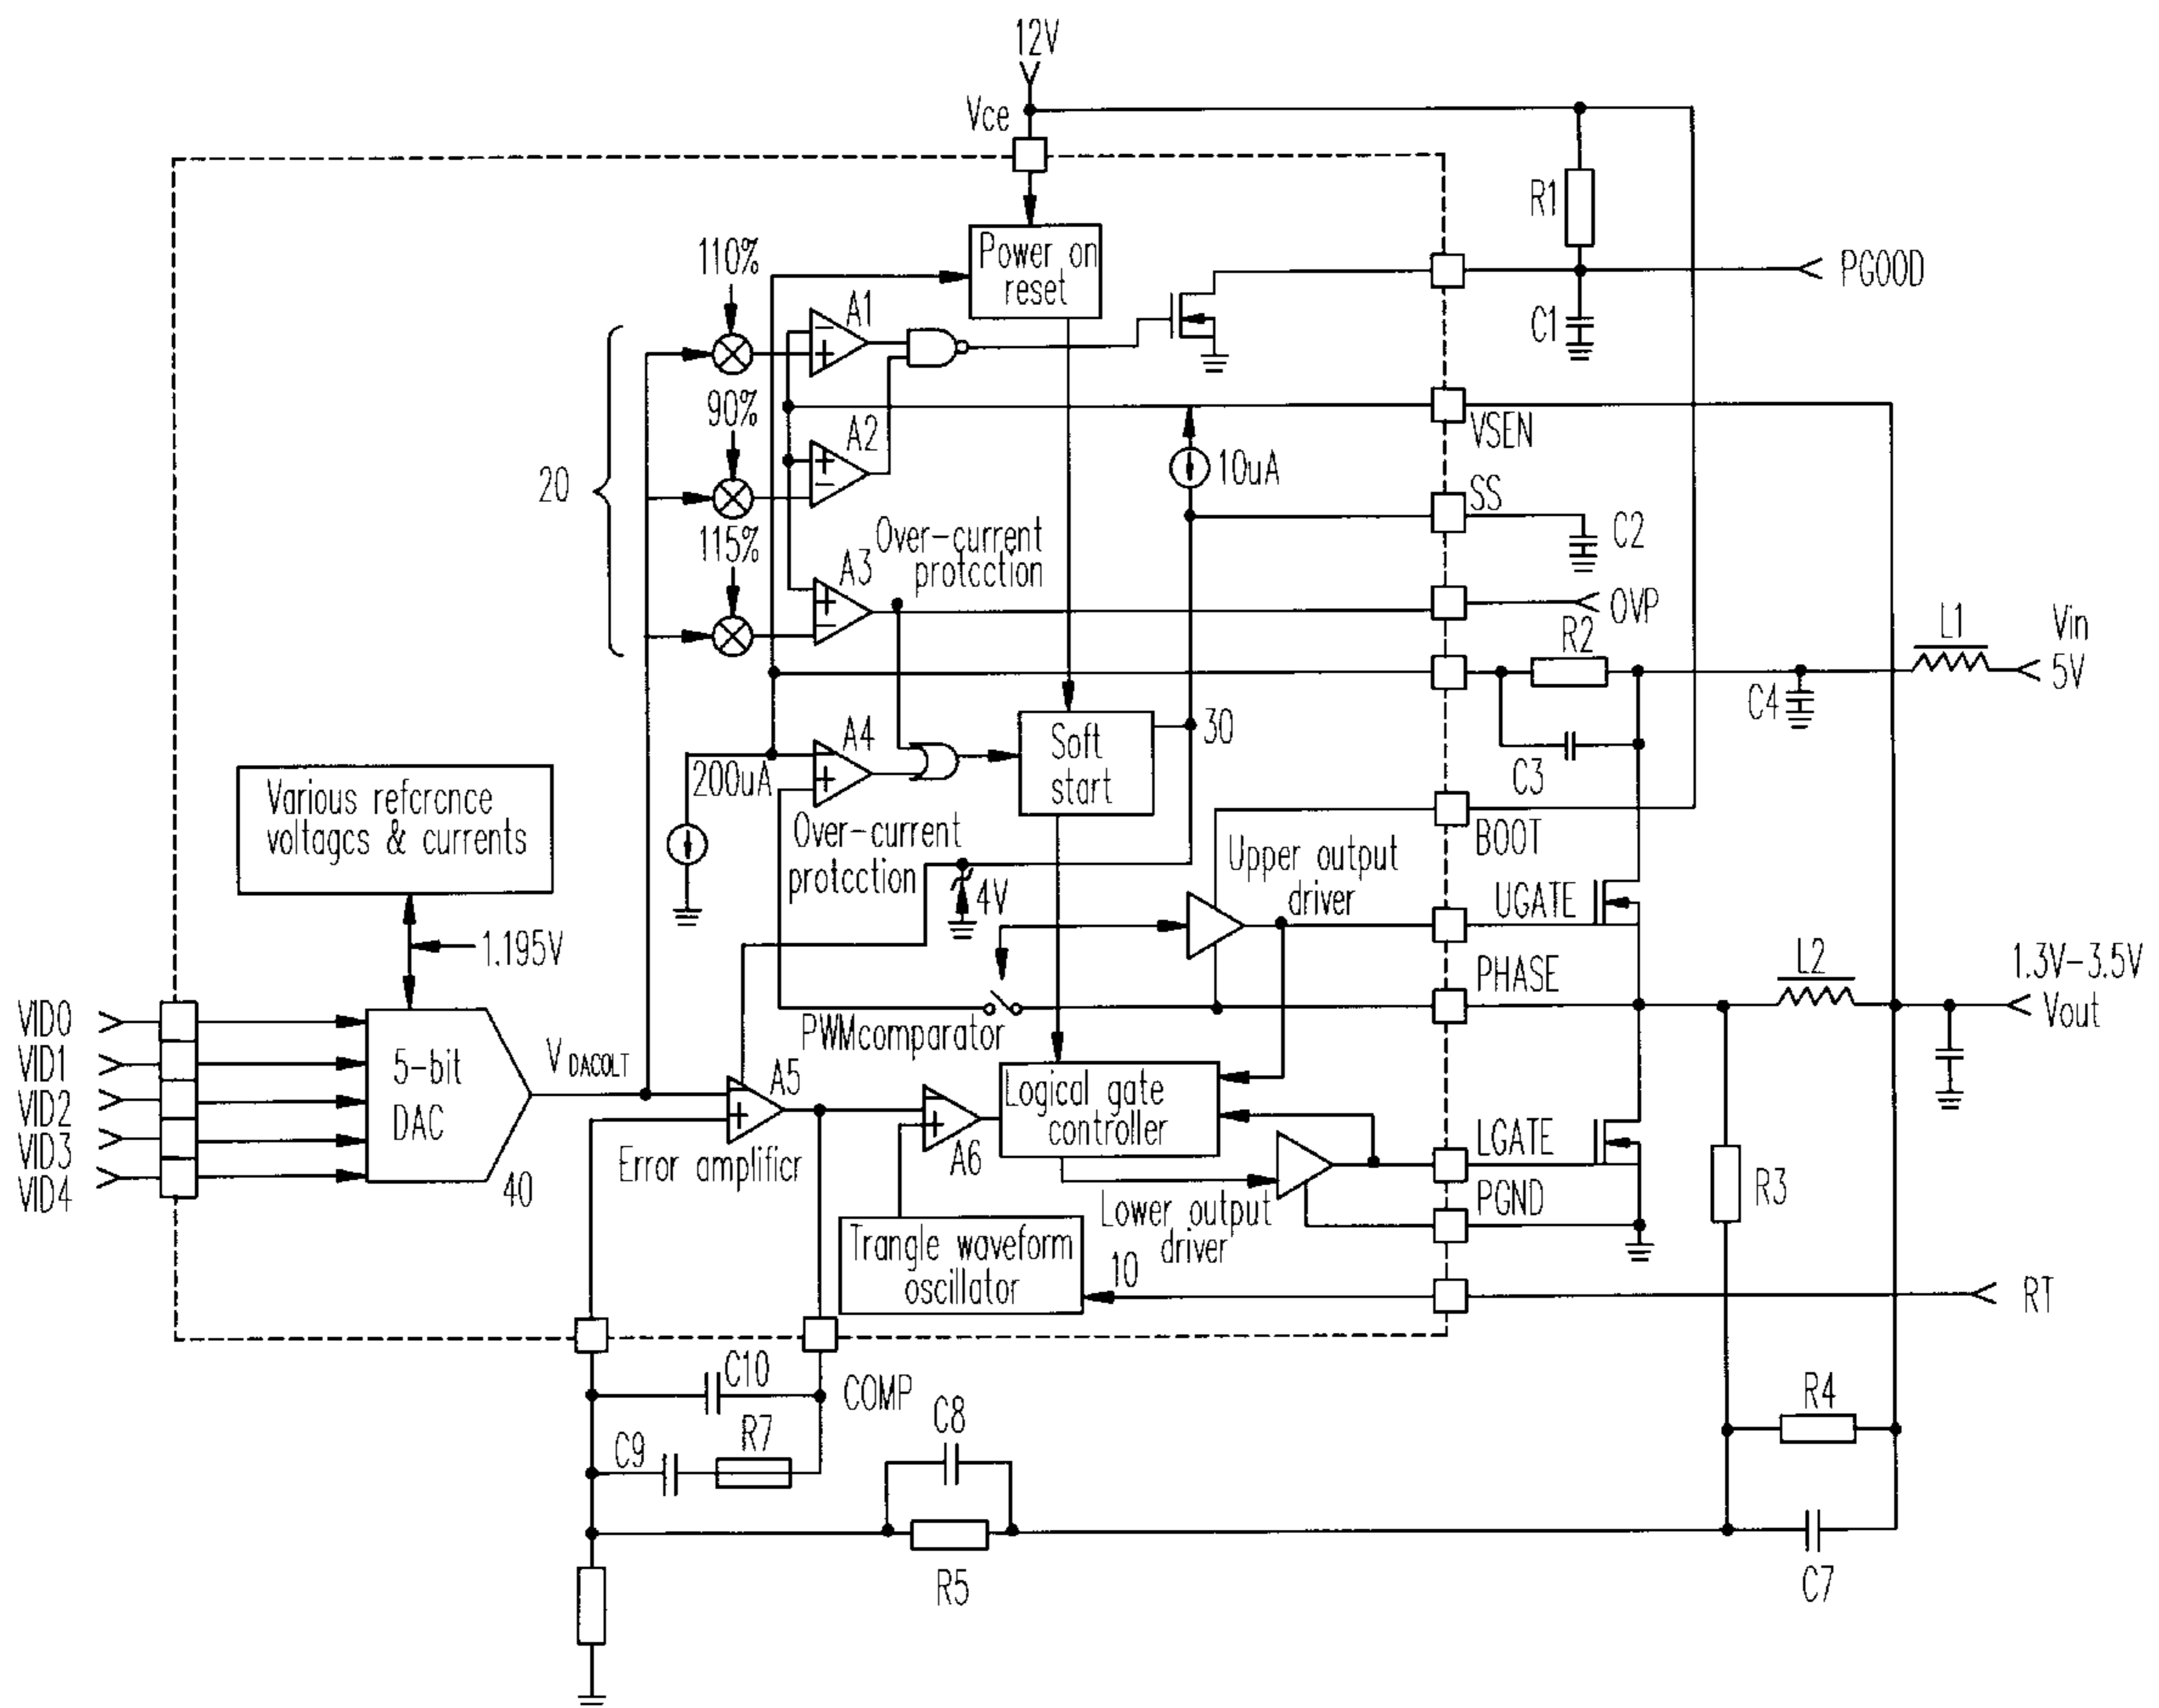 12V
Vce
R1
Power on
reset
110%
A1
PGOOD
C1
90%
A2
VSEN
20
10uA
SS
C2
115%
Over-current
protcction
A3
OVP
R2
L1
Vin
5V
C4
A4
200uA
Soft
start
30
C3
Various refcrcnce
voltagcs & currents
Over-current
protcction
BOOT
Upper output
driver
4V
UGATE
1.195V
PHASE
L2
1.3V-3.5V
Vout
PWMcomparator
VID0
VID1
VID2
VID3
VID4
5-bit
DAC
40
V DACOLT
A5
Error amplificr
A6
Logical gate
controller
LGATE
PGND
R3
Lower output
driver
Trangle waveform
oscillator
10
RT
C10
COMP
C9
R7
C8
R4
R5
C7